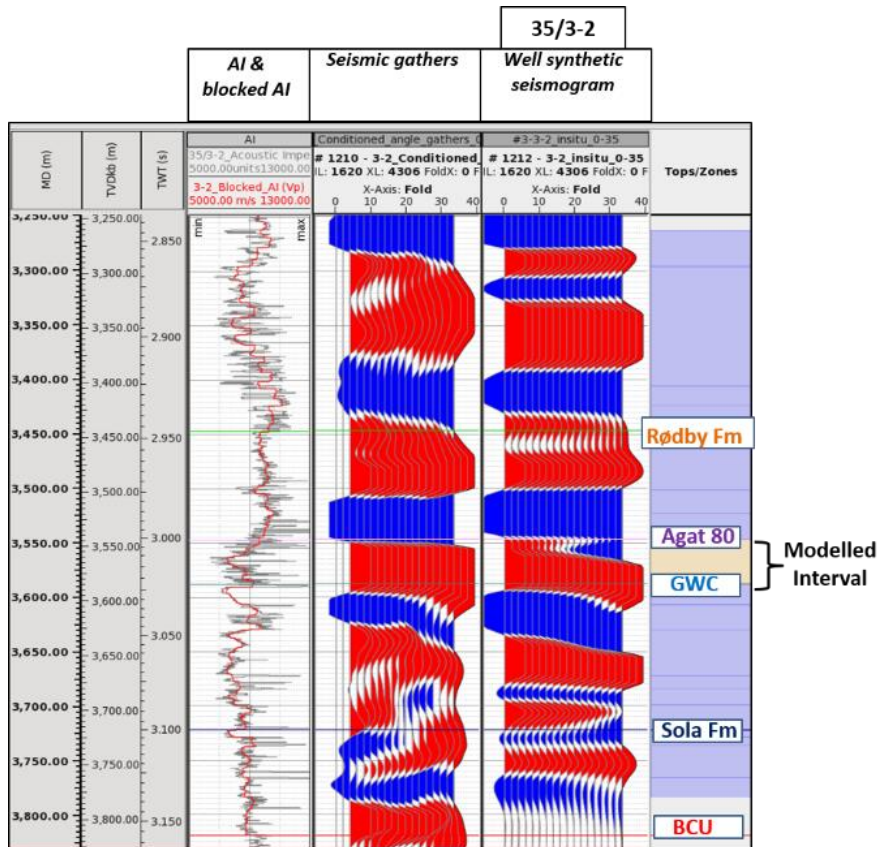 35/3-2
AI &
blocked AI
Seismic gathers
Well synthetic
seismogram
MD (m)
TVDkb (m)
TWT (s)
AI
35/3-2_Acoustic Impe
5000.00units13000.00
3-2_Blocked_AI (Vp)
5000.00 m/s 13000.00
Conditioned_angle_gathers_0
# 1210 - 3-2_Conditioned_
IL: 1620 XL: 4306 FoldX: 0 F
X-Axis: Fold
0 10 20 30 40
#3-3-2_insitu_0-35
# 1212 - 3-2_insitu_0-35
IL: 1620 XL: 4306 FoldX: 0 F
X-Axis: Fold
0 10 20 30 40
Tops/Zones
min
max
3,250.00
3,300.00
3,350.00
3,400.00
3,450.00
3,500.00
3,550.00
3,600.00
3,650.00
3,700.00
3,750.00
3,800.00
3,250.00
3,300.00
3,350.00
3,400.00
3,450.00
3,500.00
3,550.00
3,600.00
3,650.00
3,700.00
3,750.00
3,800.00
2.850
2.900
2.950
3.000
3.050
3.100
3.150
Rødby Fm
Agat 80
GWC
Sola Fm
BCU
Modelled
Interval